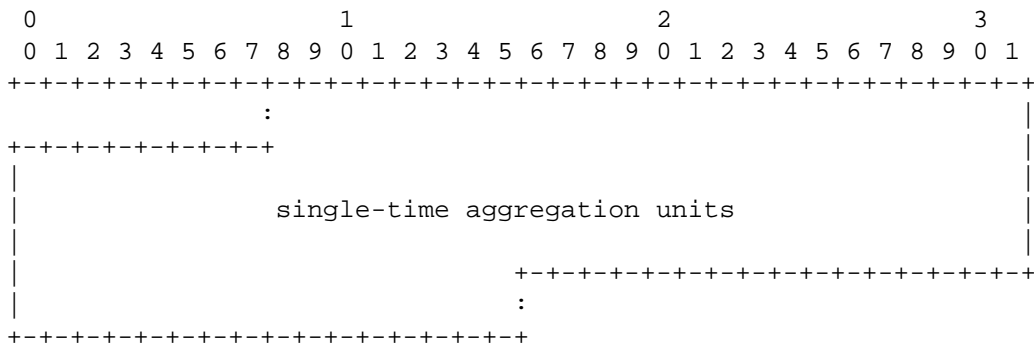 0                   1                   2                   3
 0 1 2 3 4 5 6 7 8 9 0 1 2 3 4 5 6 7 8 9 0 1 2 3 4 5 6 7 8 9 0 1
+-+-+-+-+-+-+-+-+-+-+-+-+-+-+-+-+-+-+-+-+-+-+-+-+-+-+-+-+-+-+-+-+
                :                                               |
+-+-+-+-+-+-+-+-+                                               |
|                                                               |
|                single-time aggregation units                  |
|                                                               |
|                               +-+-+-+-+-+-+-+-+-+-+-+-+-+-+-+-+
|                               :
+-+-+-+-+-+-+-+-+-+-+-+-+-+-+-+-+